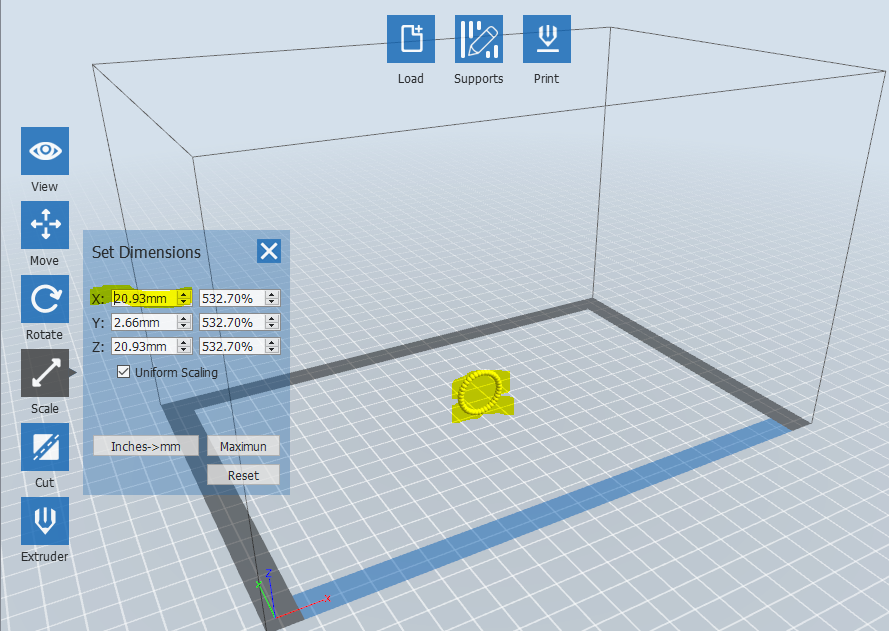 Load
Supports
Print
View
Move
Rotate
Scale
Cut
Extruder
Set Dimensions
X: 20.93mm 532.70%
Y: 2.66mm 532.70%
Z: 20.93mm 532.70%
Uniform Scaling
Inches->mm Maximun
Reset
Z
Y
X